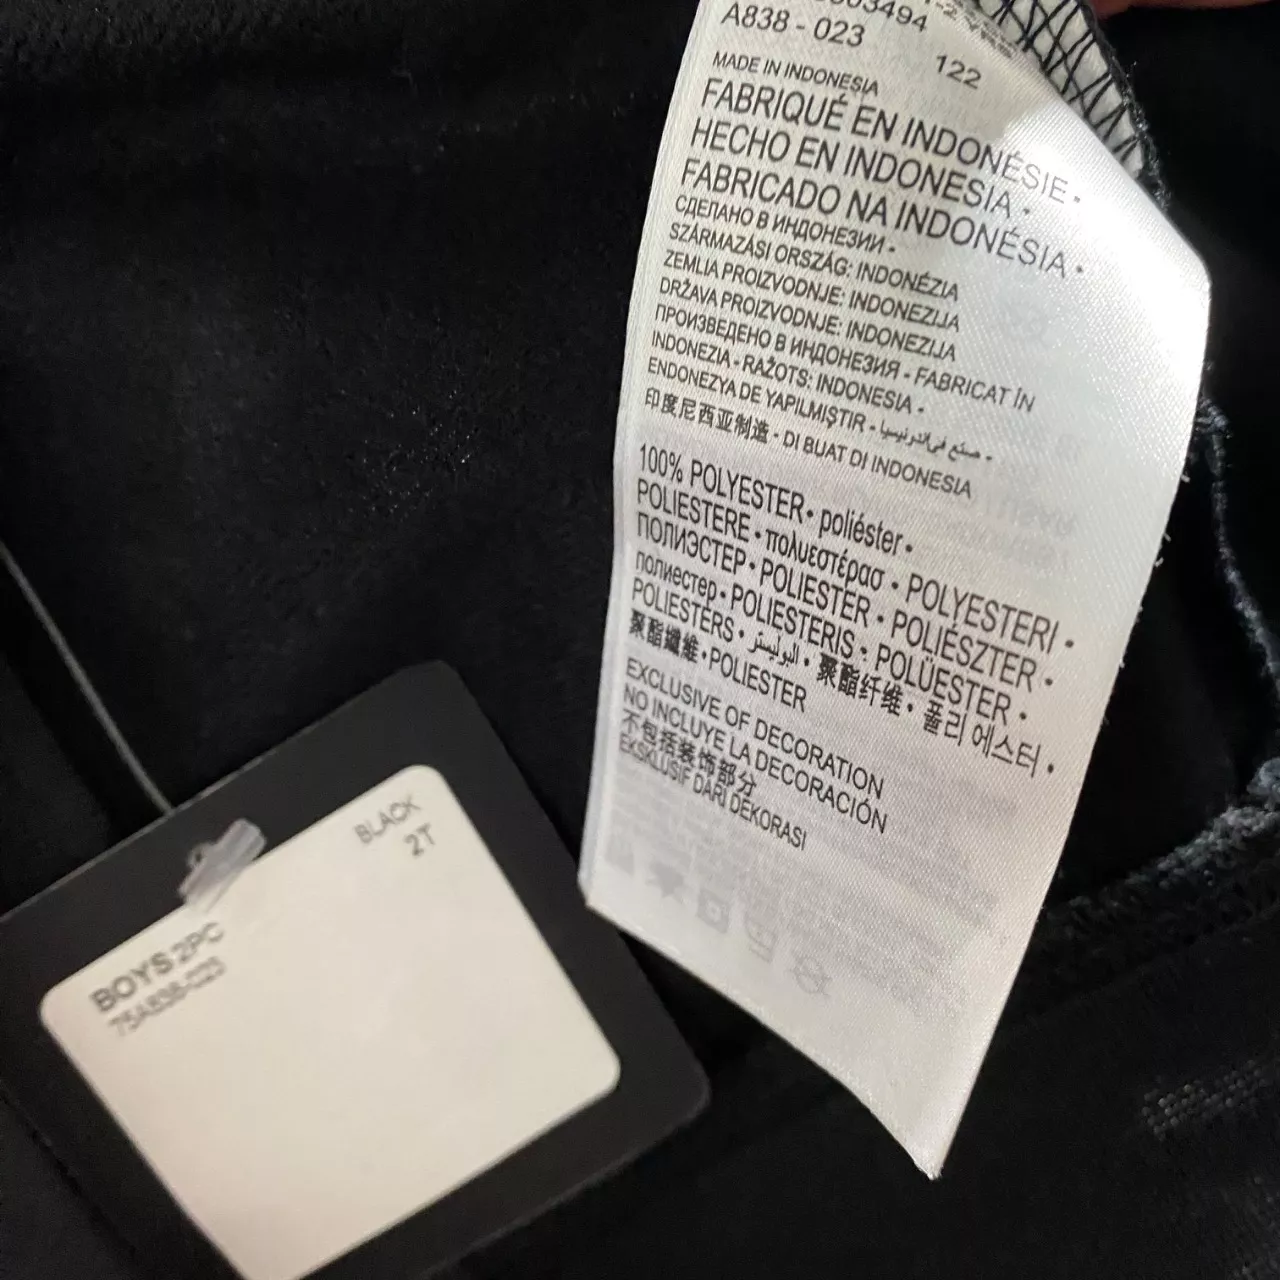 A838 - 023
122
MADE IN INDONESIA
FABRIQUÉ EN INDONÉSIE •
HECHO EN INDONESIA •
FABRICADO NA INDONÉSIA •
СДЕЛАНО В ИНДОНЕЗИИ -
SZÁRMAZÁSI ORSZÁG: INDONÉZIA
ZEMLIA PROIZVODNJE: INDONEZIJA
DRŽAVA PROIZVODNJE: INDONEZIJA
ПРОИЗВЕДЕНО В ИНДОНЕЗИЯ - FABRICAT ÎN
INDONEZIA - RAŽOTS: INDONESIA -
ENDONEZYA DE YAPILMIŞTIR - صنع في اندرنيسيا -
印度尼西亚制造 - DI BUAT DI INDONESIA
100% POLYESTER • poliéster •
POLIESTERE • πολυεστέρασ • POLYESTERI •
ПОЛИЭСТЕР • POLIESTER • POLIÉSZTER •
полиестер • POLIESTERIS • POLÜESTER •
POLIESTERS • البوليستر • 聚酯纤维 • 폴리 에스터 •
聚酯纖維 • POLIESTER
EXCLUSIVE OF DECORATION
NO INCLUYE LA DECORACIÓN
不包括装饰部分
EKSKLUSIF DARI DEKORASI
BLACK
2T
BOYS 2PC
75A838-023